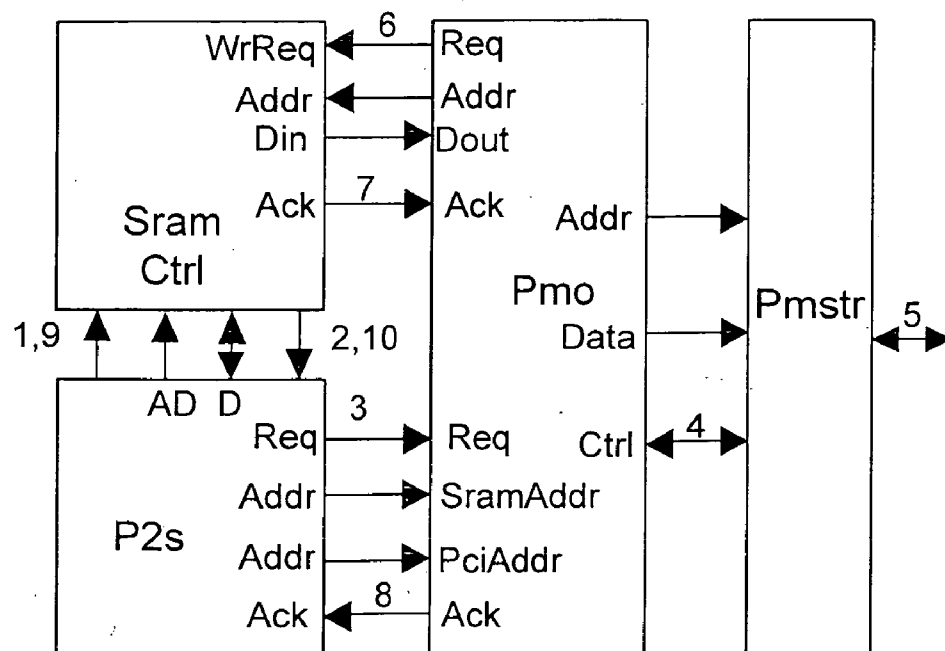 6
WrReq Req
Addr Addr
Din Dout
7
Ack Ack
Sram
Ctrl
Addr
Pmo
Pmstr
Data
5
1,9 2,10
AD D
3
Req Req
Ctrl 4
Addr SramAddr
P2s
Addr PciAddr
8
Ack Ack